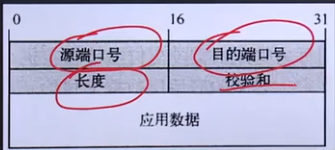 0 16 31
源端口号 目的端口号
长度 校验和
应用数据